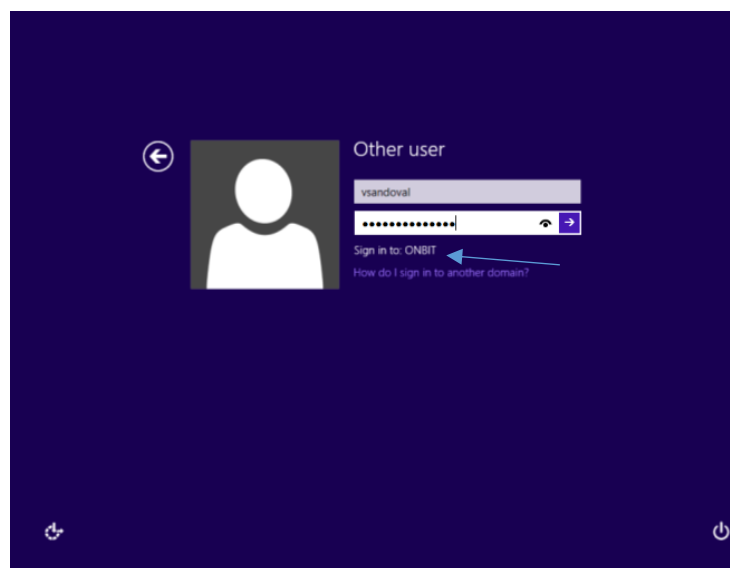 Other user
vsandoval
Sign in to: ONBIT
How do I sign in to another domain?